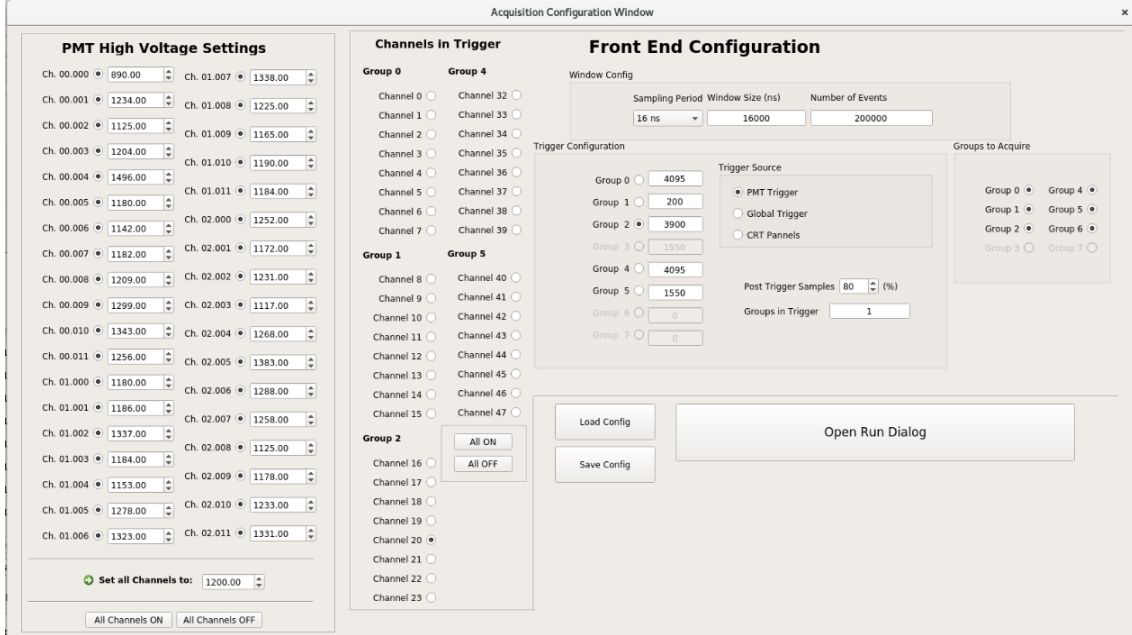 Acquisition Configuration Window ×
PMT High Voltage Settings
Ch. 00.000 890.00
Ch. 00.001 1234.00
Ch. 00.002 1125.00
Ch. 00.003 1204.00
Ch. 00.004 1496.00
Ch. 00.005 1180.00
Ch. 00.006 1142.00
Ch. 00.007 1182.00
Ch. 00.008 1209.00
Ch. 00.009 1299.00
Ch. 00.010 1343.00
Ch. 00.011 1256.00
Ch. 01.000 1180.00
Ch. 01.001 1186.00
Ch. 01.002 1337.00
Ch. 01.003 1184.00
Ch. 01.004 1153.00
Ch. 01.005 1278.00
Ch. 01.006 1323.00
Ch. 01.007 1338.00
Ch. 01.008 1225.00
Ch. 01.009 1165.00
Ch. 01.010 1190.00
Ch. 01.011 1184.00
Ch. 02.000 1252.00
Ch. 02.001 1172.00
Ch. 02.002 1231.00
Ch. 02.003 1117.00
Ch. 02.004 1268.00
Ch. 02.005 1383.00
Ch. 02.006 1288.00
Ch. 02.007 1258.00
Ch. 02.008 1125.00
Ch. 02.009 1178.00
Ch. 02.010 1233.00
Ch. 02.011 1331.00
Set all Channels to: 1200.00
All Channels ON All Channels OFF
Channels in Trigger
Group 0
Channel 0
Channel 1
Channel 2
Channel 3
Channel 4
Channel 5
Channel 6
Channel 7
Group 1
Channel 8
Channel 9
Channel 10
Channel 11
Channel 12
Channel 13
Channel 14
Channel 15
Group 2
Channel 16
Channel 17
Channel 18
Channel 19
Channel 20
Channel 21
Channel 22
Channel 23
Group 4
Channel 32
Channel 33
Channel 34
Channel 35
Channel 36
Channel 37
Channel 38
Channel 39
Group 5
Channel 40
Channel 41
Channel 42
Channel 43
Channel 44
Channel 45
Channel 46
Channel 47
All ON
All OFF
Front End Configuration
Window Config
Sampling Period Window Size (ns) Number of Events
16 ns 16000 200000
Trigger Configuration
Group 0 4095
Group 1 200
Group 2 3900
Group 3 1550
Group 4 4095
Group 5 1550
Group 6 0
Group 7 0
Trigger Source
PMT Trigger
Global Trigger
CRT Pannels
Post Trigger Samples 80 (%)
Groups in Trigger 1
Groups to Acquire
Group 0 Group 4
Group 1 Group 5
Group 2 Group 6
Group 3 Group 7
Load Config
Save Config
Open Run Dialog